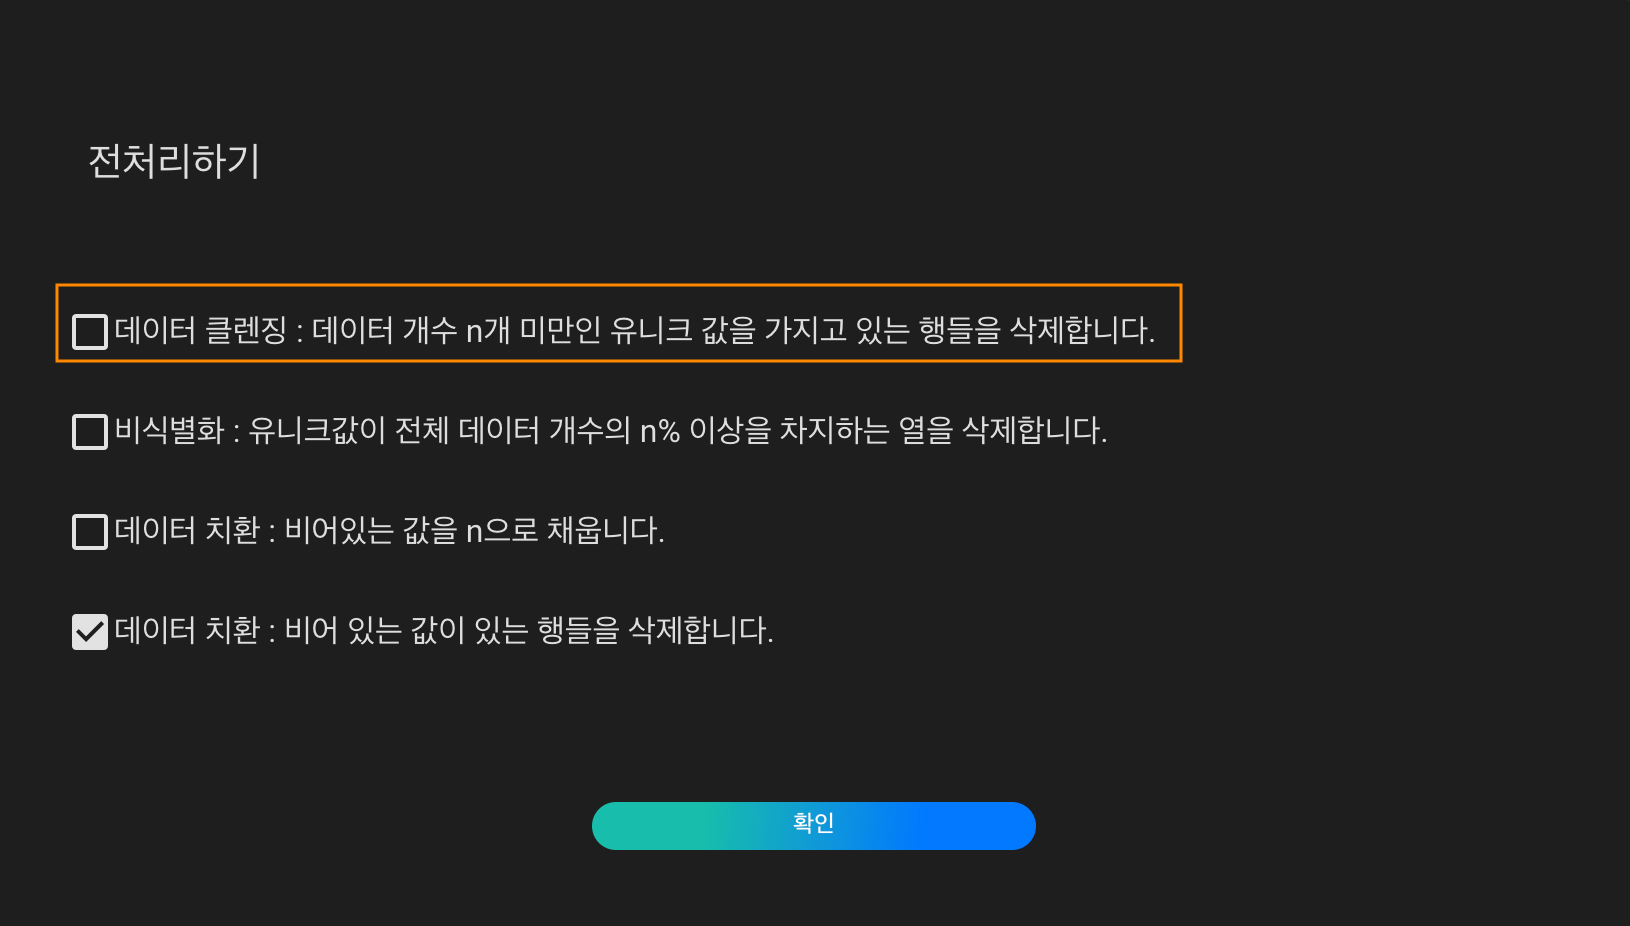 전처리하기
데이터 클렌징 : 데이터 개수 n개 미만인 유니크 값을 가지고 있는 행들을 삭제합니다.
비식별화 : 유니크값이 전체 데이터 개수의 n% 이상을 차지하는 열을 삭제합니다.
데이터 치환 : 비어있는 값을 n으로 채웁니다.
데이터 치환 : 비어 있는 값이 있는 행들을 삭제합니다.
확인